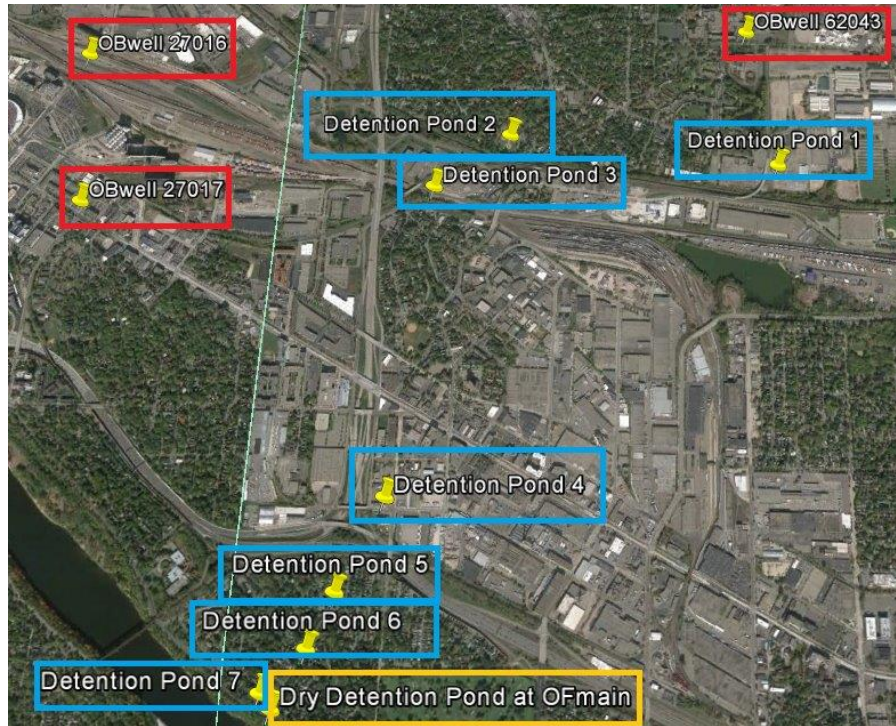 OBwell 27016
OBwell 62043
Detention Pond 2
Detention Pond 1
Detention Pond 3
OBwell 27017
Detention Pond 4
Detention Pond 5
Detention Pond 6
Detention Pond 7
Dry Detention Pond at OFmain